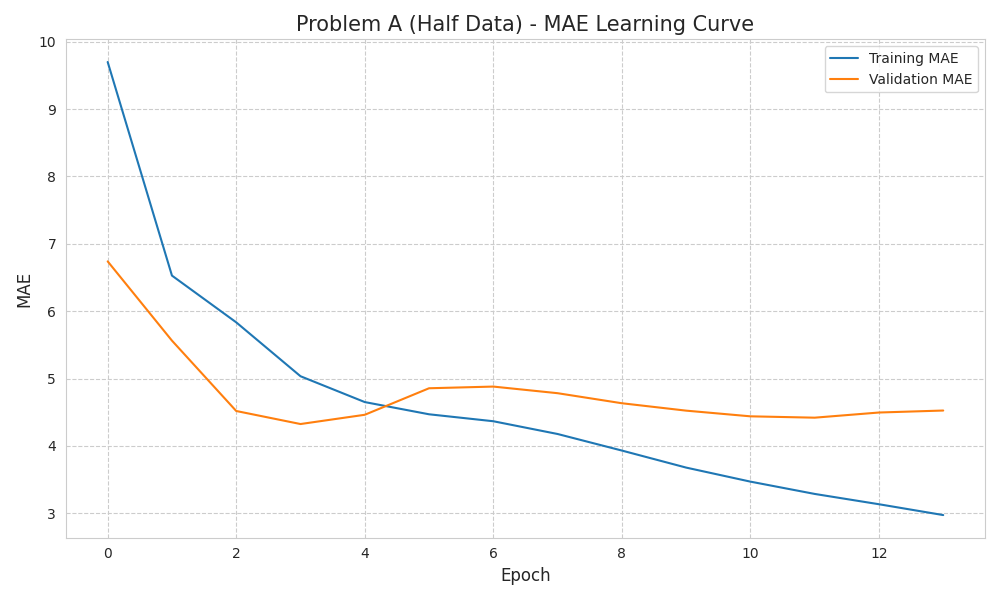 Problem A (Half Data) - MAE Learning Curve
Training MAE
Validation MAE
MAE
10
9
8
7
6
5
4
3
0 2 4 6 8 10 12
Epoch